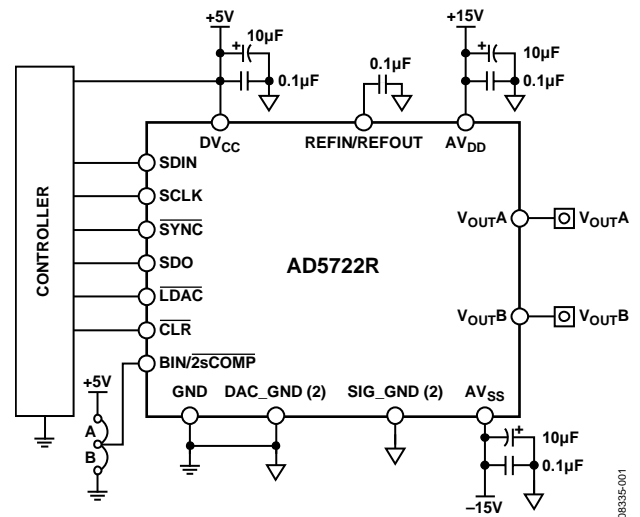 +5V
+15V
10µF
0.1µF
0.1µF
10µF
0.1µF
DVCC
REFIN/REFOUT
AVDD
CONTROLLER
SDIN
SCLK
SYNC
SDO
LDAC
CLR
BIN/2sCOMP
AD5722R
VOUTA
VOUTA
VOUTB
VOUTB
GND
DAC_GND (2)
SIG_GND (2)
AVSS
+5V
A
B
10µF
0.1µF
–15V
08335-001